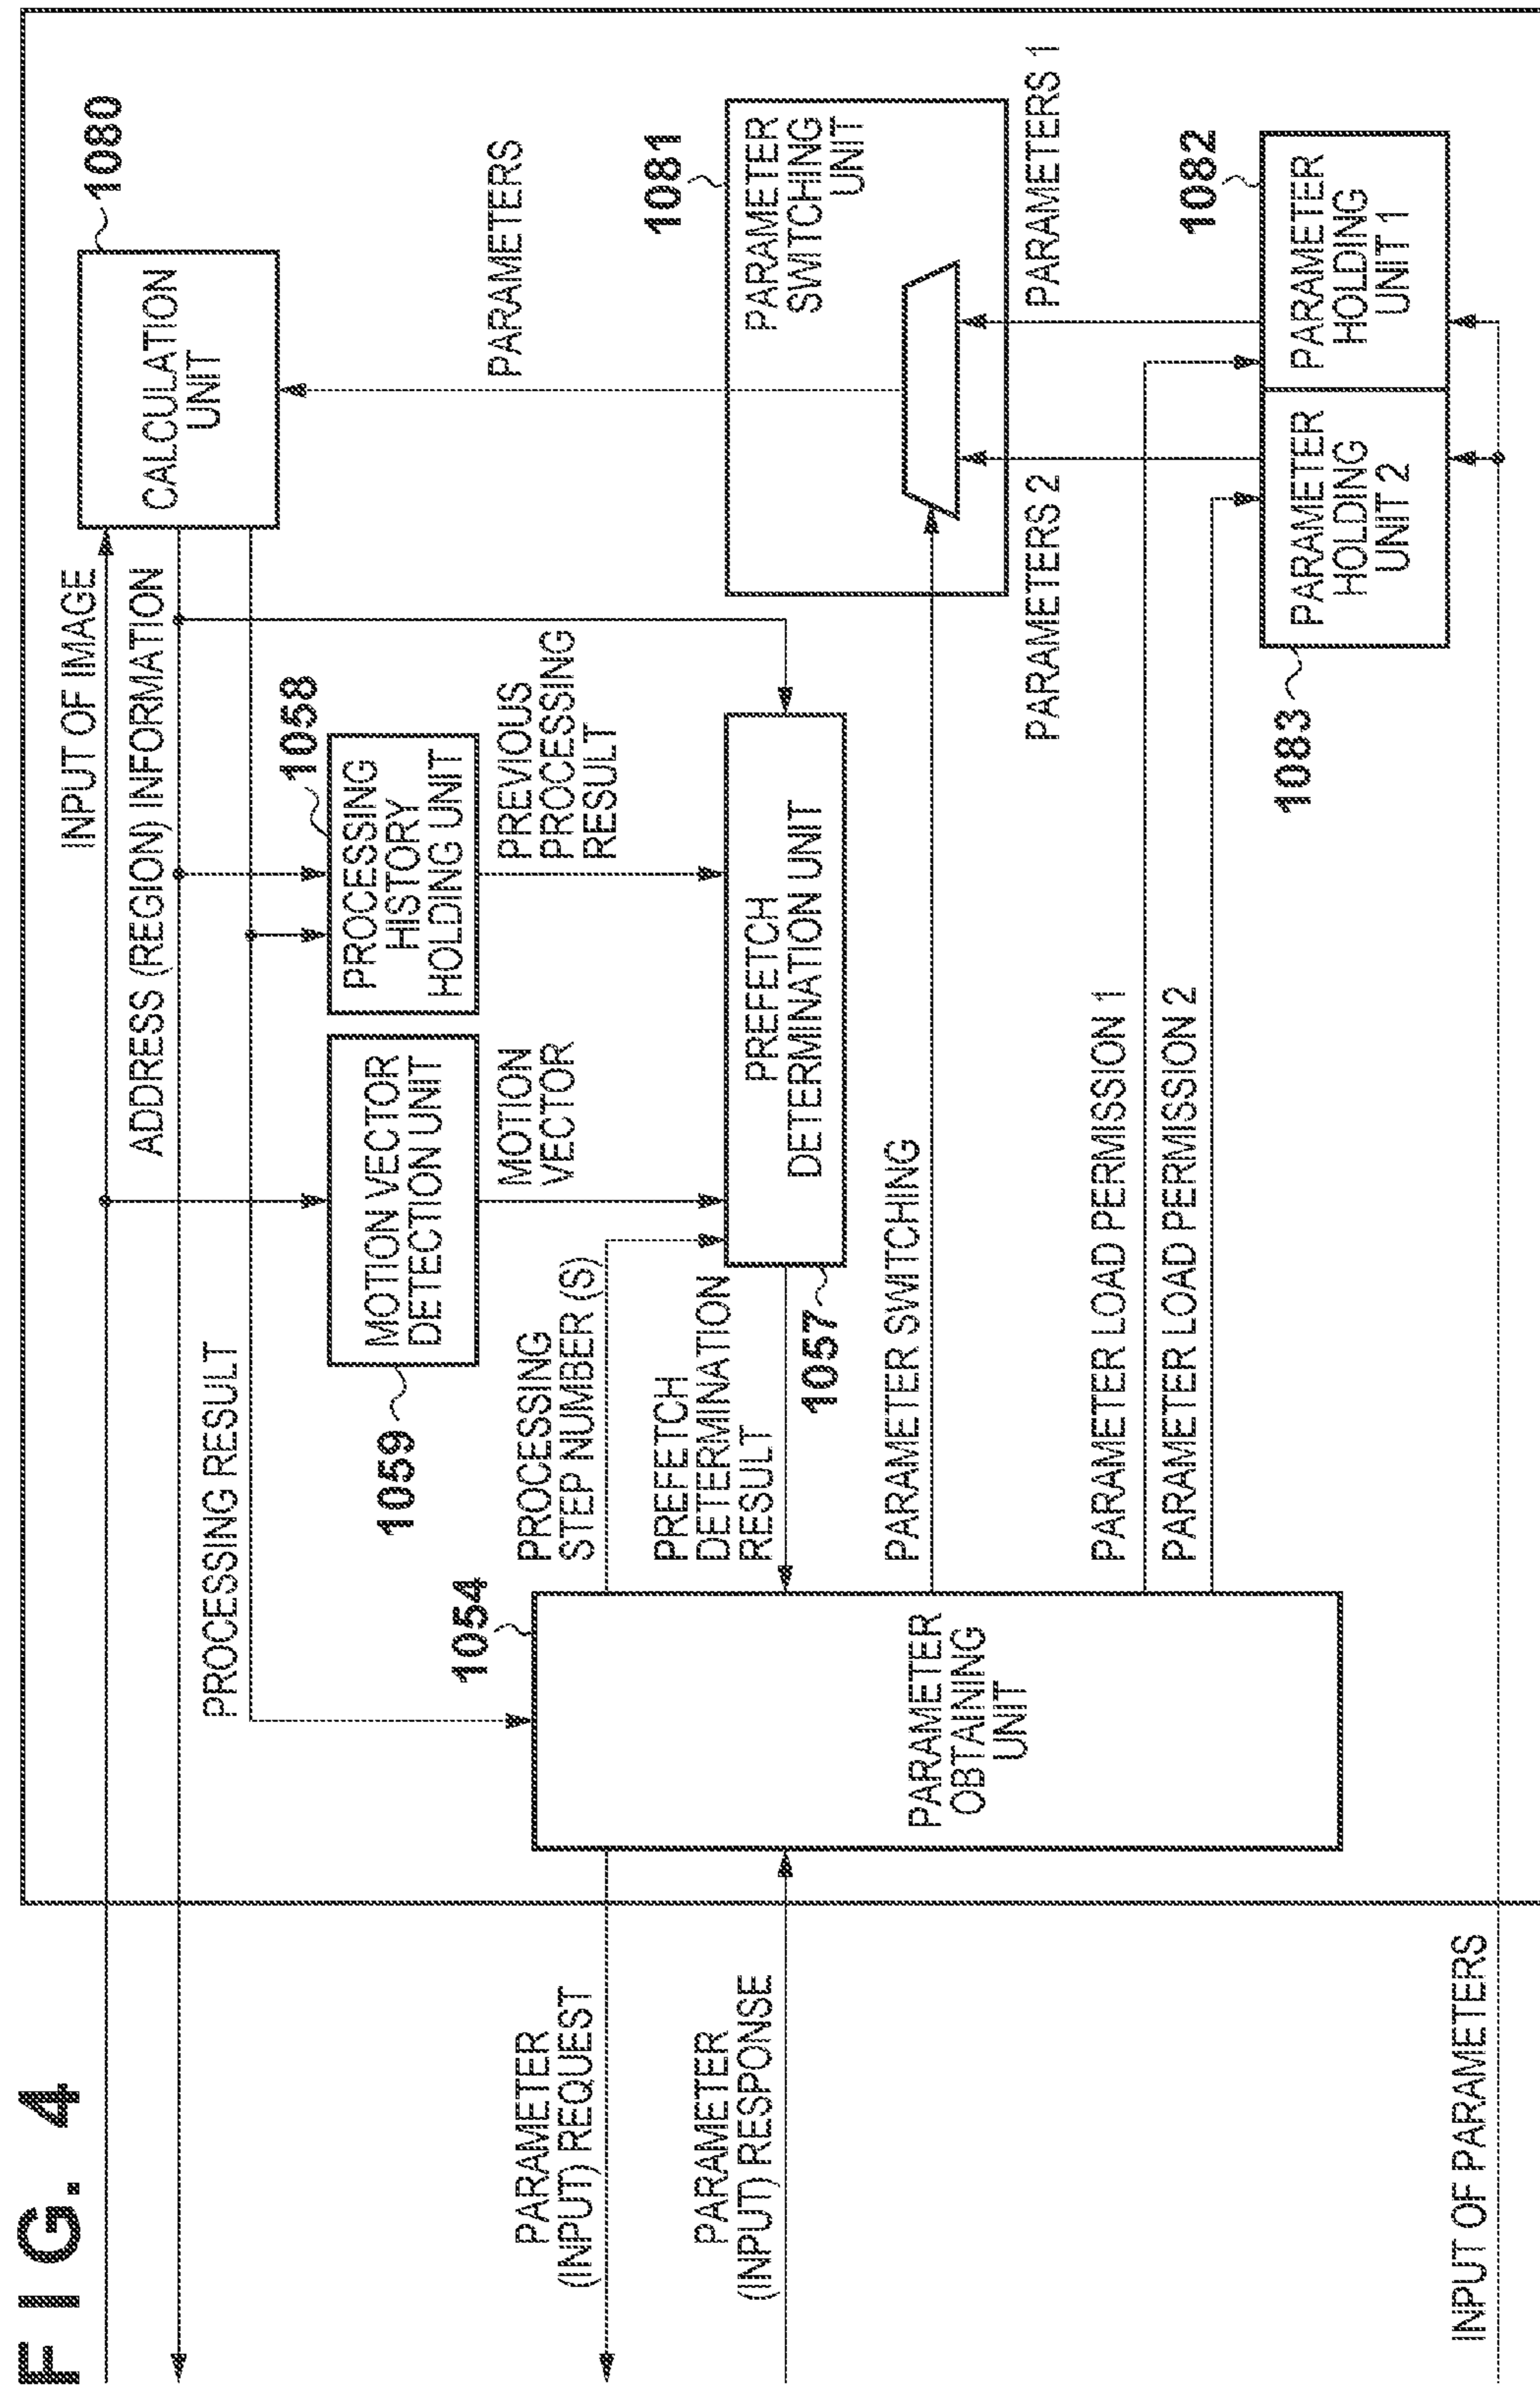 FIG. 4
INPUT OF IMAGE
ADDRESS (REGION) INFORMATION
PROCESSING RESULT
1080
CALCULATION
UNIT
1059
MOTION VECTOR
DETECTION UNIT
1058
PROCESSING
HISTORY
HOLDING UNIT
MOTION
VECTOR
PREVIOUS
PROCESSING
RESULT
PARAMETERS
PARAMETER
(INPUT) REQUEST
1054
PROCESSING
STEP NUMBER (S)
PARAMETER
(INPUT) RESPONSE
PREFETCH
DETERMINATION
RESULT
1057
PREFETCH
DETERMINATION UNIT
1081
PARAMETER
SWITCHING
UNIT
PARAMETER
OBTAINING
UNIT
PARAMETER SWITCHING
PARAMETERS 2
PARAMETERS 1
PARAMETER LOAD PERMISSION 1
PARAMETER LOAD PERMISSION 2
1082
1083
PARAMETER
HOLDING
UNIT 2
PARAMETER
HOLDING
UNIT 1
INPUT OF PARAMETERS